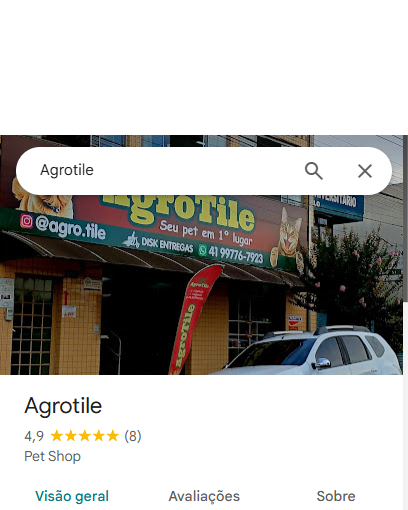 Agrotile
AgroTile
@agro.tile
Seu pet em 1º lugar
DISK ENTREGAS 41 99776-7923
AgroTile
Agrotile
4,9 (8)
Pet Shop
Visão geral
Avaliações
Sobre